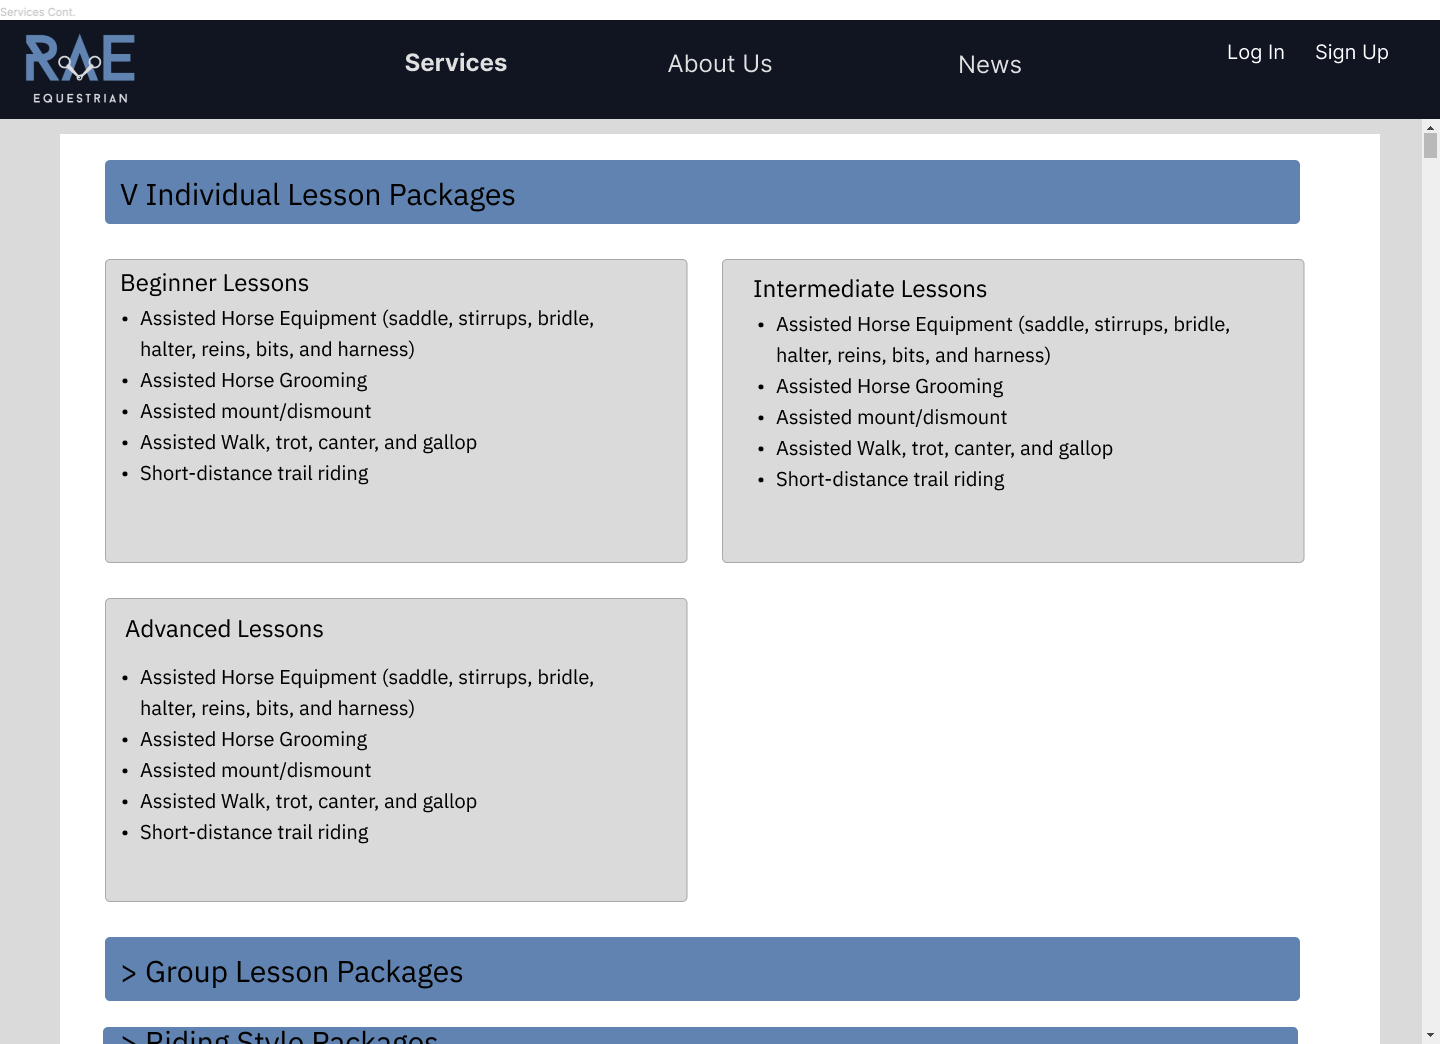 Services Cont.
RAE
EQUESTRIAN
Services
About Us
News
Log In
Sign Up
V Individual Lesson Packages
Beginner Lessons
• Assisted Horse Equipment (saddle, stirrups, bridle,
halter, reins, bits, and harness)
• Assisted Horse Grooming
• Assisted mount/dismount
• Assisted Walk, trot, canter, and gallop
• Short-distance trail riding
Intermediate Lessons
• Assisted Horse Equipment (saddle, stirrups, bridle,
halter, reins, bits, and harness)
• Assisted Horse Grooming
• Assisted mount/dismount
• Assisted Walk, trot, canter, and gallop
• Short-distance trail riding
Advanced Lessons
• Assisted Horse Equipment (saddle, stirrups, bridle,
halter, reins, bits, and harness)
• Assisted Horse Grooming
• Assisted mount/dismount
• Assisted Walk, trot, canter, and gallop
• Short-distance trail riding
> Group Lesson Packages
> Riding Style Packages